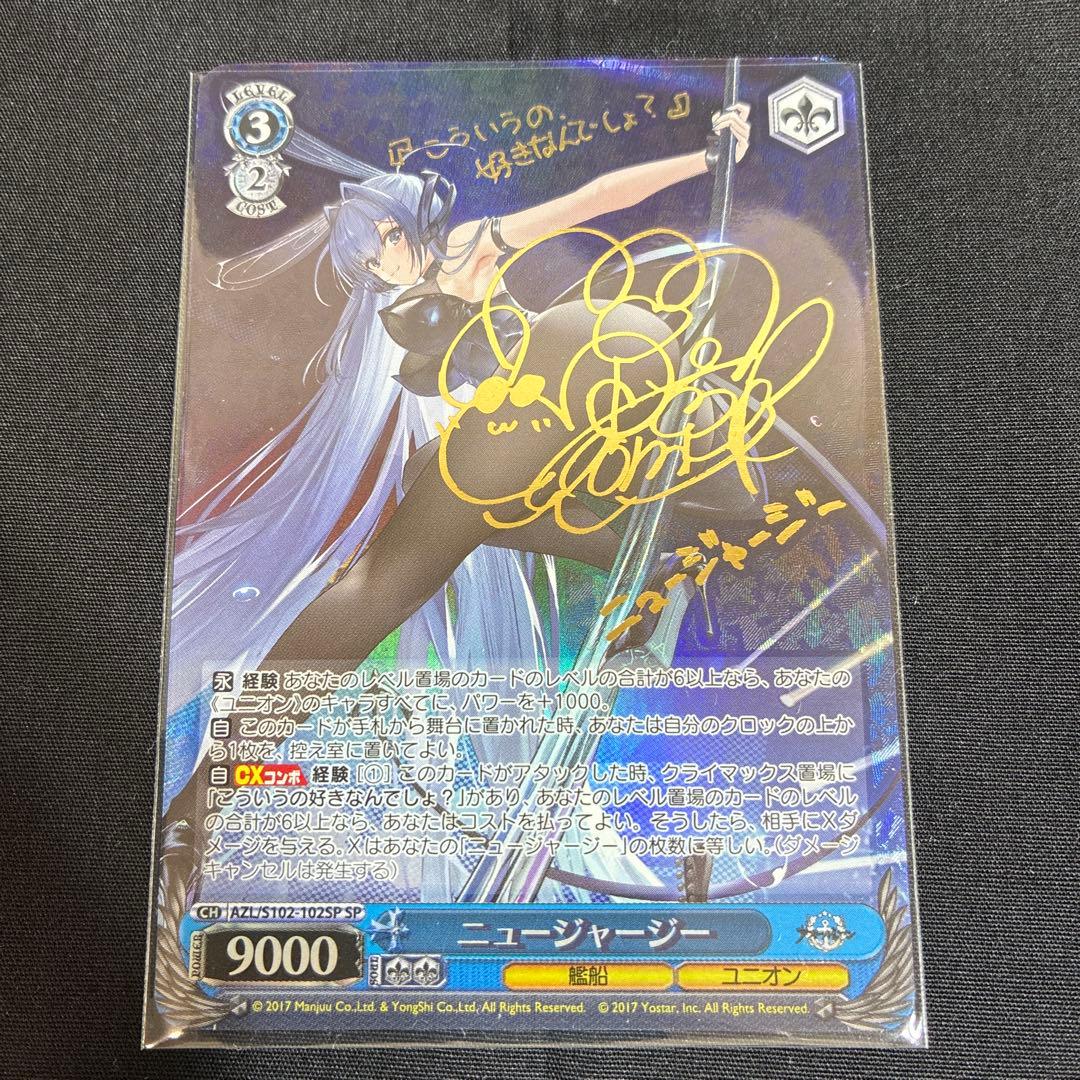 LEVEL
3
2
COST
『こういうの、
好きなんでしょ？』
ニュージャージー
永 経験 あなたのレベル置場のカードのレベルの合計が6以上なら、あなたの
《ユニオン》のキャラすべてに、パワーを＋1000。
自 このカードが手札から舞台に置かれた時、あなたは自分のクロックの上か
ら1枚を、控え室に置いてよい。
自 CXコンボ 経験 [①] このカードがアタックした時、クライマックス置場に
「こういうの好きなんでしょ？」があり、あなたのレベル置場のカードのレベル
の合計が6以上なら、あなたはコストを払ってよい。そうしたら、相手にXダ
メージを与える。Xはあなたの「ニュージャージー」の枚数に等しい。（ダメージ
キャンセルは発生する）
CH AZL/S102-102SP SP
POWER 9000 SOUL
ニュージャージー
艦船 ユニオン
© 2017 Manjuu Co.,Ltd. & YongShi Co.,Ltd. All Rights Reserved. © 2017 Yostar, Inc. All Rights Reserved.